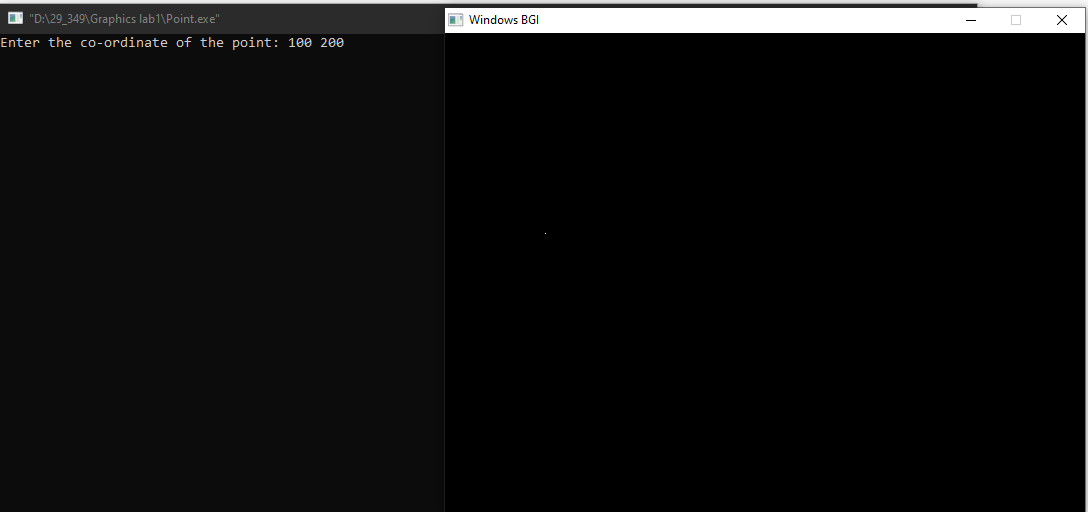 "D:\29_349\Graphics lab1\Point.exe"
Windows BGI
Enter the co-ordinate of the point: 100 200